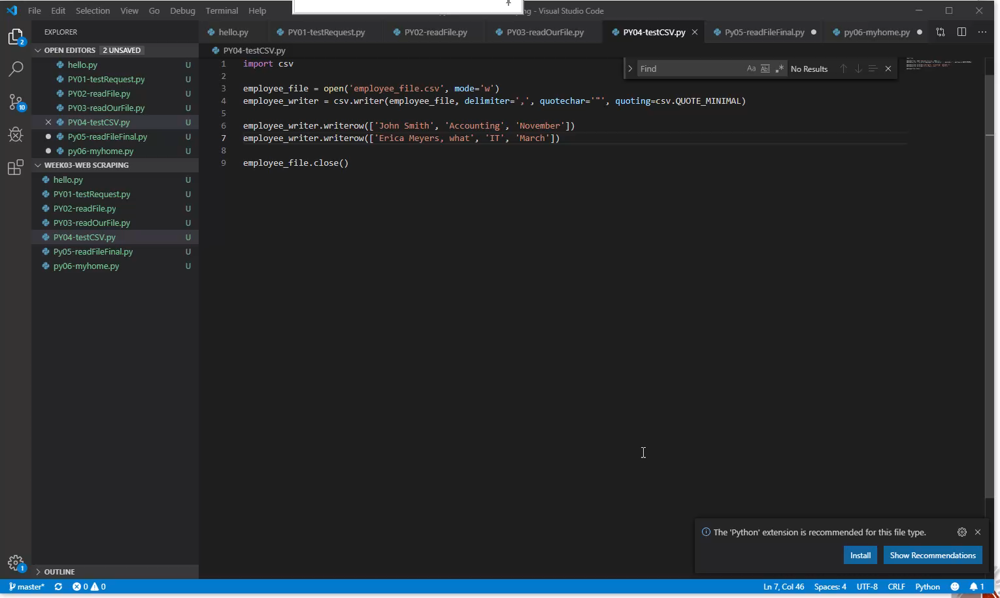 File Edit Selection View Go Debug Terminal Help
ng - Visual Studio Code
EXPLORER
hello.py PY01-testRequest.py PY02-readFile.py PY03-readOurFile.py PY04-testCSV.py Py05-readFileFinal.py py06-myhome.py
OPEN EDITORS 2 UNSAVED
hello.py U
PY01-testRequest.py U
PY02-readFile.py U
PY03-readOurFile.py U
PY04-testCSV.py U
Py05-readFileFinal.py U
py06-myhome.py U
WEEK03-WEB SCRAPING
hello.py U
PY01-testRequest.py U
PY02-readFile.py U
PY03-readOurFile.py U
PY04-testCSV.py U
Py05-readFileFinal.py U
py06-myhome.py U
OUTLINE
2
10
1
PY04-testCSV.py
Find Aa Abl .* No Results
1 import csv
2
3 employee_file = open('employee_file.csv', mode='w')
4 employee_writer = csv.writer(employee_file, delimiter=',', quotechar='"', quoting=csv.QUOTE_MINIMAL)
5
6 employee_writer.writerow(['John Smith', 'Accounting', 'November'])
7 employee_writer.writerow(['Erica Meyers, what', 'IT', 'March'])
8
9 employee_file.close()
The 'Python' extension is recommended for this file type.
Install Show Recommendations
master* 0 0 Ln 7, Col 46 Spaces: 4 UTF-8 CRLF Python 1